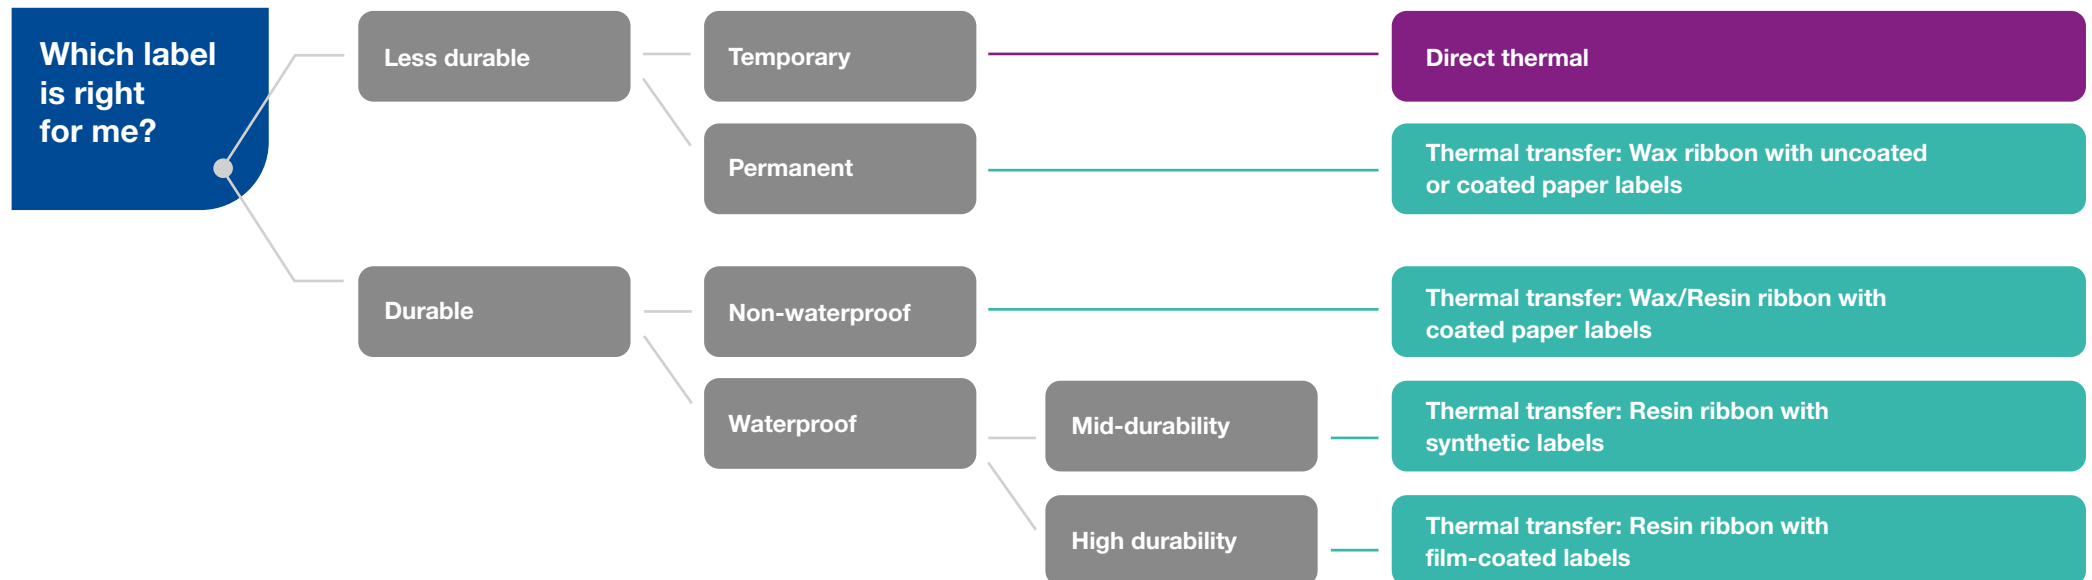 Which label
is right
for me?
Less durable
Temporary
Direct thermal
Permanent
Thermal transfer: Wax ribbon with uncoated
or coated paper labels
Durable
Non-waterproof
Thermal transfer: Wax/Resin ribbon with
coated paper labels
Waterproof
Mid-durability
Thermal transfer: Resin ribbon with
synthetic labels
High durability
Thermal transfer: Resin ribbon with
film-coated labels